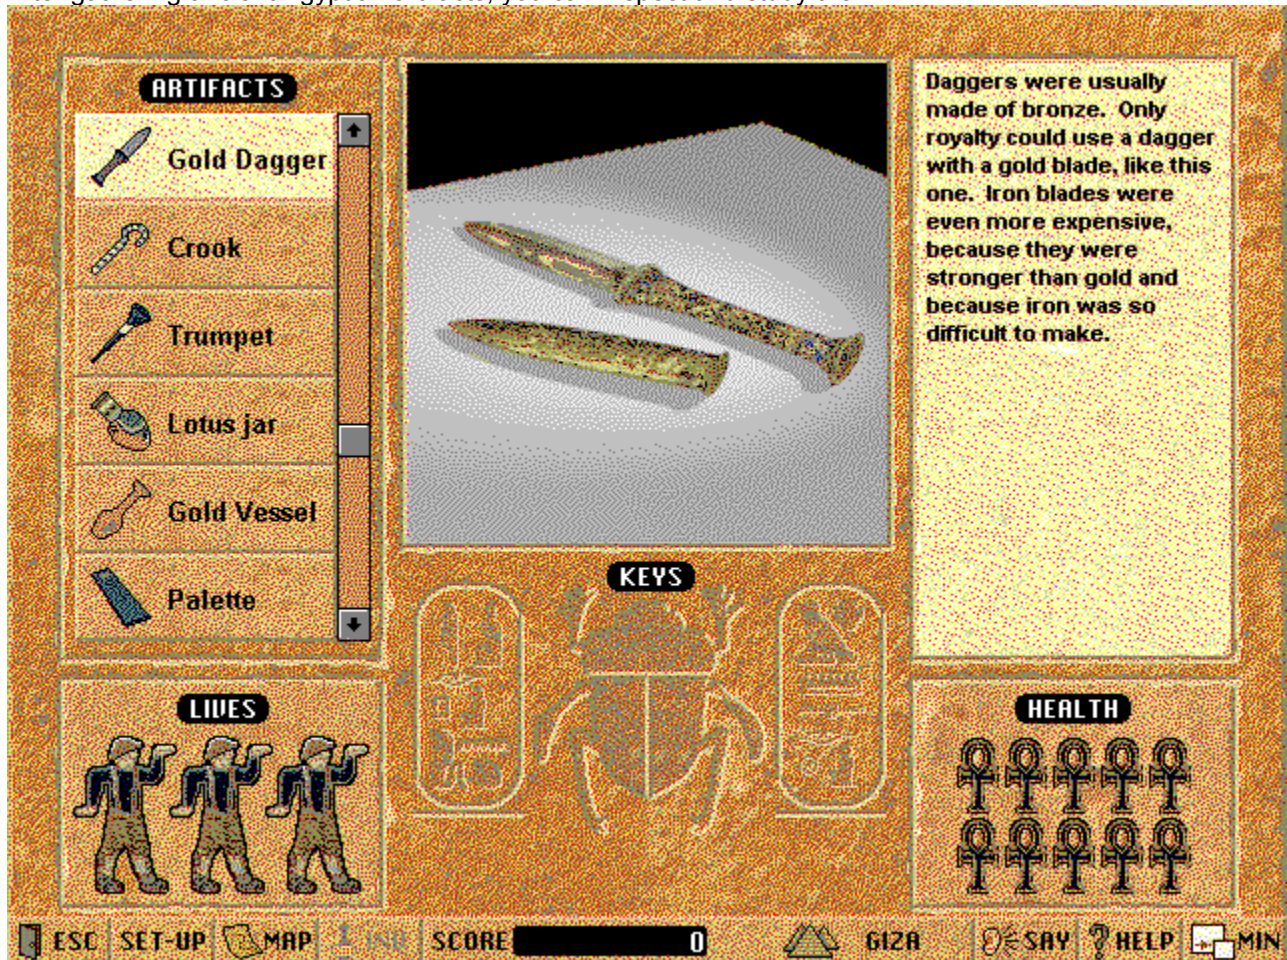 ARTIFACTS
Gold Dagger
Crook
Trumpet
Lotus jar
Gold Vessel
Palette
Daggers were usually
made of bronze. Only
royalty could use a dagger
with a gold blade, like this
one. Iron blades were
even more expensive,
because they were
stronger than gold and
because iron was so
difficult to make.
KEYS
LIVES
HEALTH
ESC SET-UP MAP INV SCORE 0 GIZA SAY ? HELP MIN